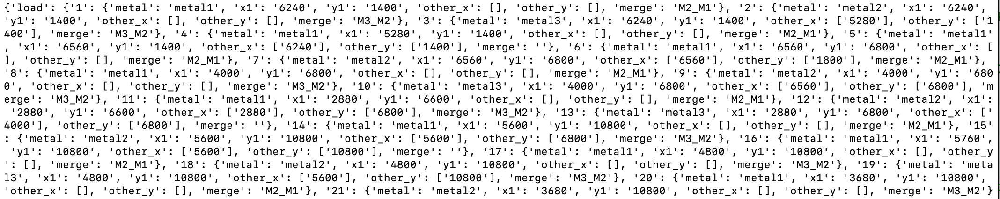 {'load': {'1': {'metal': 'metal1', 'x1': '6240', 'y1': '1400', 'other_x': [], 'other_y': [], 'merge': 'M2_M1'}, '2': {'metal': 'metal2', 'x1': '6240',
'y1': '1400', 'other_x': [], 'other_y': [], 'merge': 'M3_M2'}, '3': {'metal': 'metal3', 'x1': '6240', 'y1': '1400', 'other_x': ['5280'], 'other_y': ['1
400'], 'merge': 'M3_M2'}, '4': {'metal': 'metal1', 'x1': '5280', 'y1': '1400', 'other_x': [], 'other_y': [], 'merge': 'M2_M1'}, '5': {'metal': 'metal1'
, 'x1': '6560', 'y1': '1400', 'other_x': ['6240'], 'other_y': ['1400'], 'merge': ''}, '6': {'metal': 'metal1', 'x1': '6560', 'y1': '6800', 'other_x': [
], 'other_y': [], 'merge': 'M2_M1'}, '7': {'metal': 'metal2', 'x1': '6560', 'y1': '6800', 'other_x': ['6560'], 'other_y': ['1800'], 'merge': 'M2_M1'},
'8': {'metal': 'metal1', 'x1': '4000', 'y1': '6800', 'other_x': [], 'other_y': [], 'merge': 'M2_M1'}, '9': {'metal': 'metal2', 'x1': '4000', 'y1': '680
0', 'other_x': [], 'other_y': [], 'merge': 'M3_M2'}, '10': {'metal': 'metal3', 'x1': '4000', 'y1': '6800', 'other_x': ['6560'], 'other_y': ['6800'], 'm
erge': 'M3_M2'}, '11': {'metal': 'metal1', 'x1': '2880', 'y1': '6600', 'other_x': [], 'other_y': [], 'merge': 'M2_M1'}, '12': {'metal': 'metal2', 'x1':
'2880', 'y1': '6600', 'other_x': ['2880'], 'other_y': ['6800'], 'merge': 'M3_M2'}, '13': {'metal': 'metal3', 'x1': '2880', 'y1': '6800', 'other_x': ['
4000'], 'other_y': ['6800'], 'merge': ''}, '14': {'metal': 'metal1', 'x1': '5600', 'y1': '10800', 'other_x': [], 'other_y': [], 'merge': 'M2_M1'}, '15'
: {'metal': 'metal2', 'x1': '5600', 'y1': '10800', 'other_x': ['5600'], 'other_y': ['6800'], 'merge': 'M3_M2'}, '16': {'metal': 'metal1', 'x1': '5760',
'y1': '10800', 'other_x': ['5600'], 'other_y': ['10800'], 'merge': ''}, '17': {'metal': 'metal1', 'x1': '4800', 'y1': '10800', 'other_x': [], 'other_y
': [], 'merge': 'M2_M1'}, '18': {'metal': 'metal2', 'x1': '4800', 'y1': '10800', 'other_x': [], 'other_y': [], 'merge': 'M3_M2'}, '19': {'metal': 'meta
l3', 'x1': '4800', 'y1': '10800', 'other_x': ['5600'], 'other_y': ['10800'], 'merge': 'M3_M2'}, '20': {'metal': 'metal1', 'x1': '3680', 'y1': '10800',
'other_x': [], 'other_y': [], 'merge': 'M2_M1'}, '21': {'metal': 'metal2', 'x1': '3680', 'y1': '10800', 'other_x': [], 'other_y': [], 'merge': 'M3_M2'}